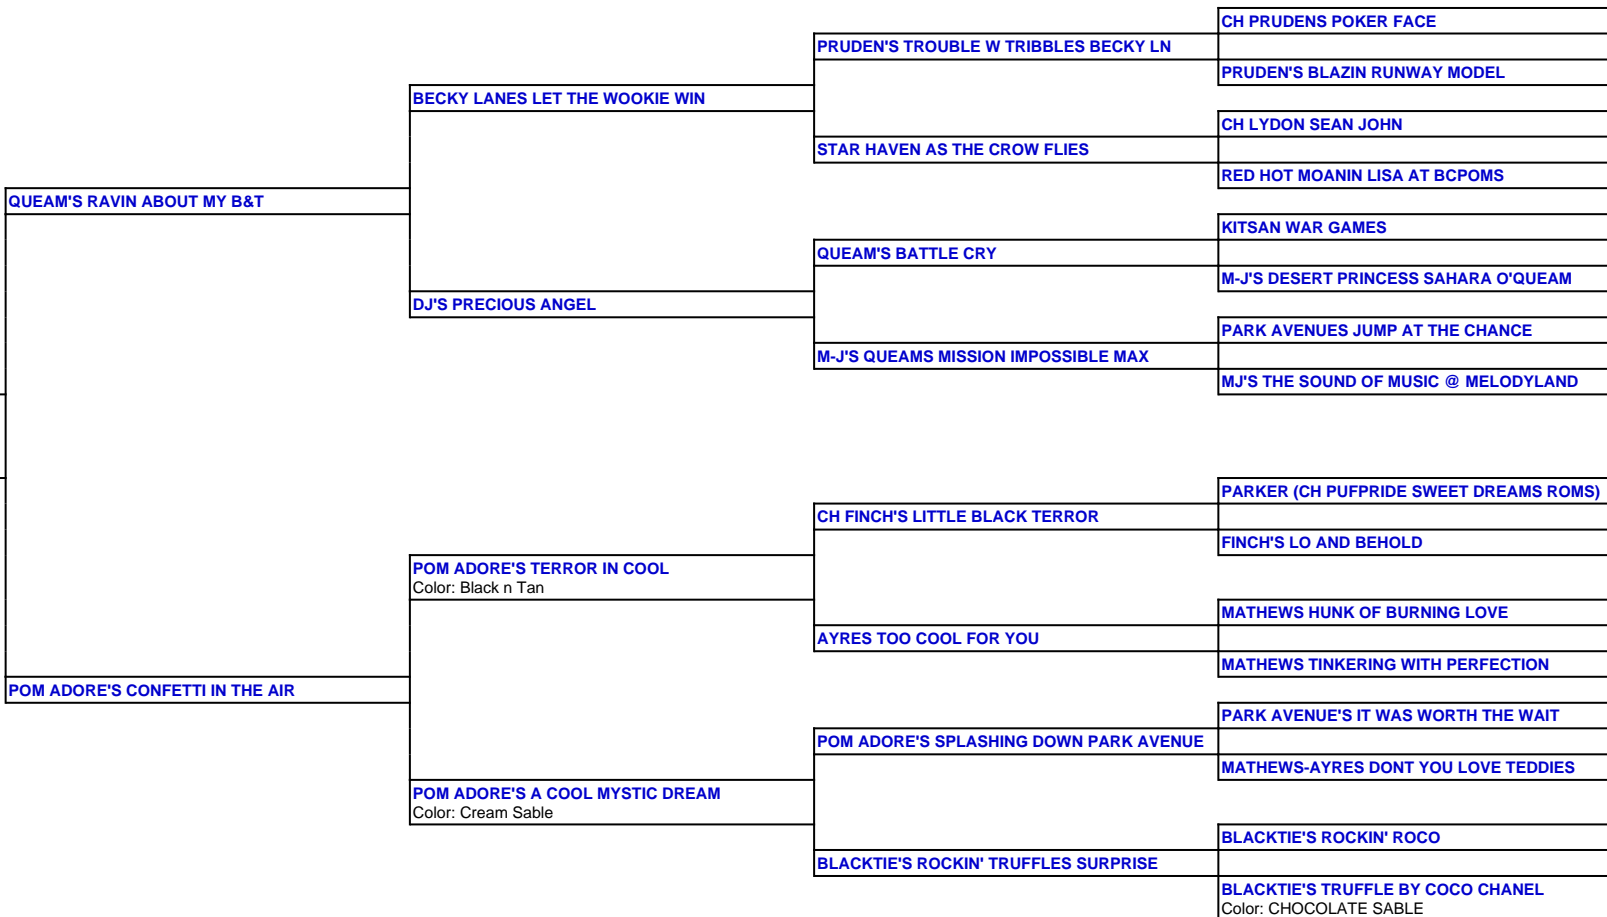 CH PRUDENS POKER FACE
PRUDEN'S TROUBLE W TRIBBLES BECKY LN
PRUDEN'S BLAZIN RUNWAY MODEL
BECKY LANES LET THE WOOKIE WIN
CH LYDON SEAN JOHN
STAR HAVEN AS THE CROW FLIES
RED HOT MOANIN LISA AT BCPOMS
QUEAM'S RAVIN ABOUT MY B&T
KITSAN WAR GAMES
QUEAM'S BATTLE CRY
M-J'S DESERT PRINCESS SAHARA O'QUEAM
DJ'S PRECIOUS ANGEL
PARK AVENUES JUMP AT THE CHANCE
M-J'S QUEAMS MISSION IMPOSSIBLE MAX
MJ'S THE SOUND OF MUSIC @ MELODYLAND
PARKER (CH PUFPRIDE SWEET DREAMS ROMS)
CH FINCH'S LITTLE BLACK TERROR
FINCH'S LO AND BEHOLD
POM ADORE'S TERROR IN COOL
Color: Black n Tan
MATHEWS HUNK OF BURNING LOVE
AYRES TOO COOL FOR YOU
MATHEWS TINKERING WITH PERFECTION
POM ADORE'S CONFETTI IN THE AIR
PARK AVENUE'S IT WAS WORTH THE WAIT
POM ADORE'S SPLASHING DOWN PARK AVENUE
MATHEWS-AYRES DONT YOU LOVE TEDDIES
POM ADORE'S A COOL MYSTIC DREAM
Color: Cream Sable
BLACKTIE'S ROCKIN' ROCO
BLACKTIE'S ROCKIN' TRUFFLES SURPRISE
BLACKTIE'S TRUFFLE BY COCO CHANEL
Color: CHOCOLATE SABLE